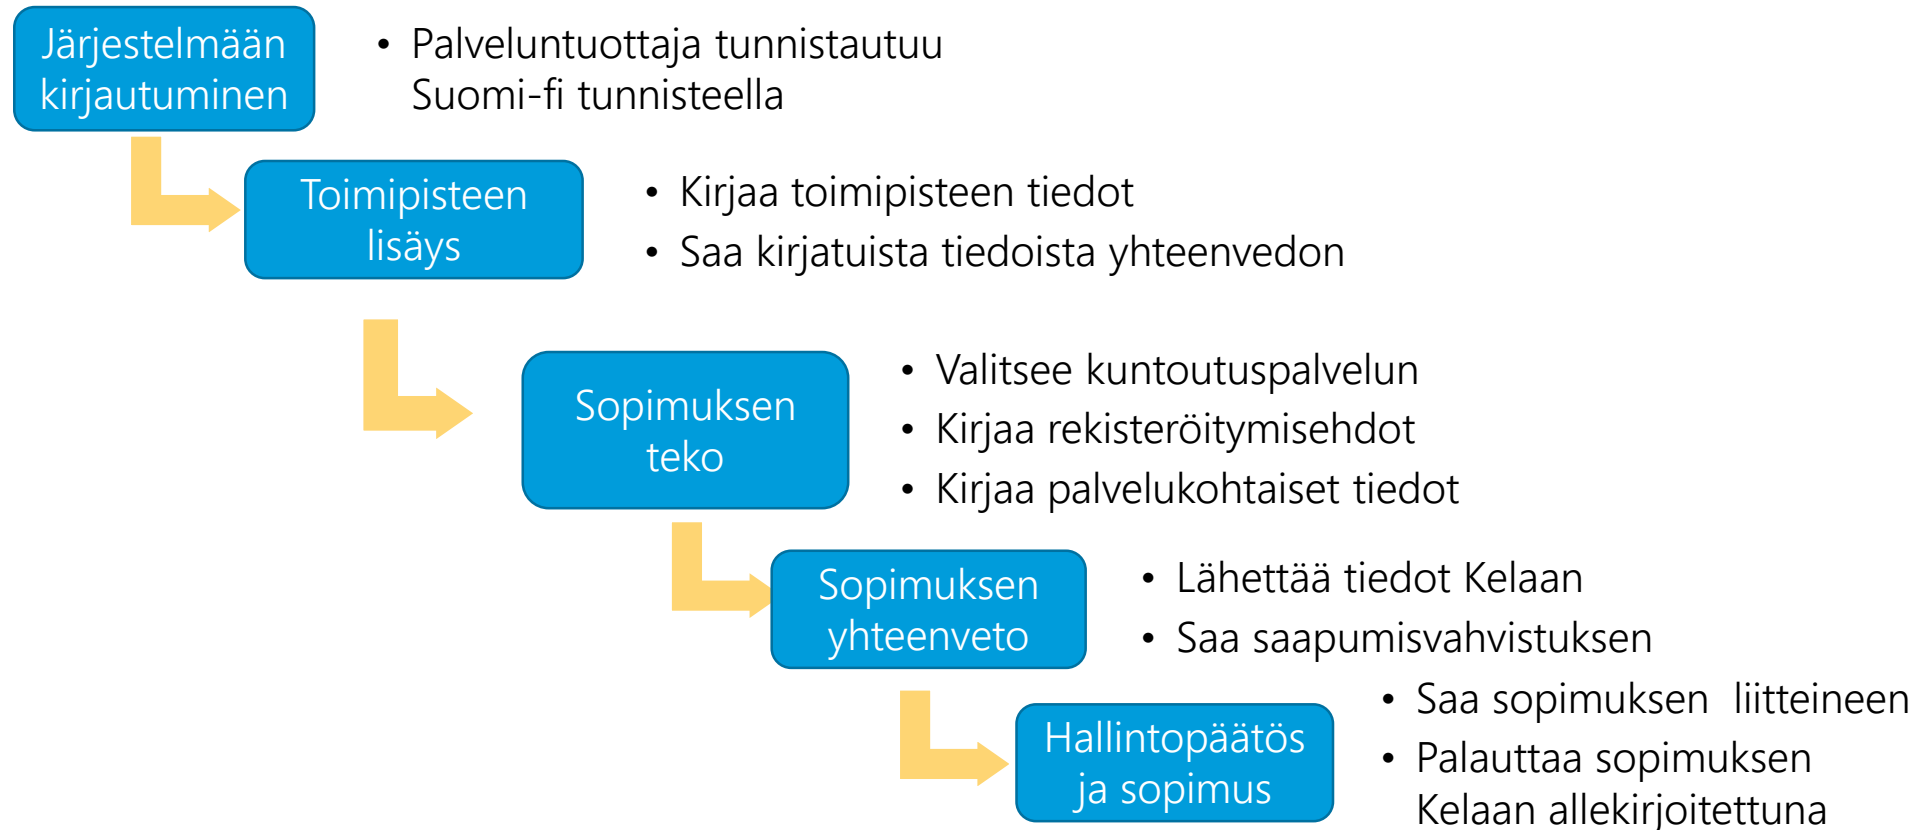 Järjestelmään
kirjautuminen
• Palveluntuottaja tunnistautuu
Suomi-fi tunnisteella
Toimipisteen
lisäys
• Kirjaa toimipisteen tiedot
• Saa kirjatuista tiedoista yhteenvedon
Sopimuksen
teko
• Valitsee kuntoutuspalvelun
• Kirjaa rekisteröitymisehdot
• Kirjaa palvelukohtaiset tiedot
Sopimuksen
yhteenveto
• Lähettää tiedot Kelaan
• Saa saapumisvahvistuksen
Hallintopäätös
ja sopimus
• Saa sopimuksen liitteineen
• Palauttaa sopimuksen
Kelaan allekirjoitettuna